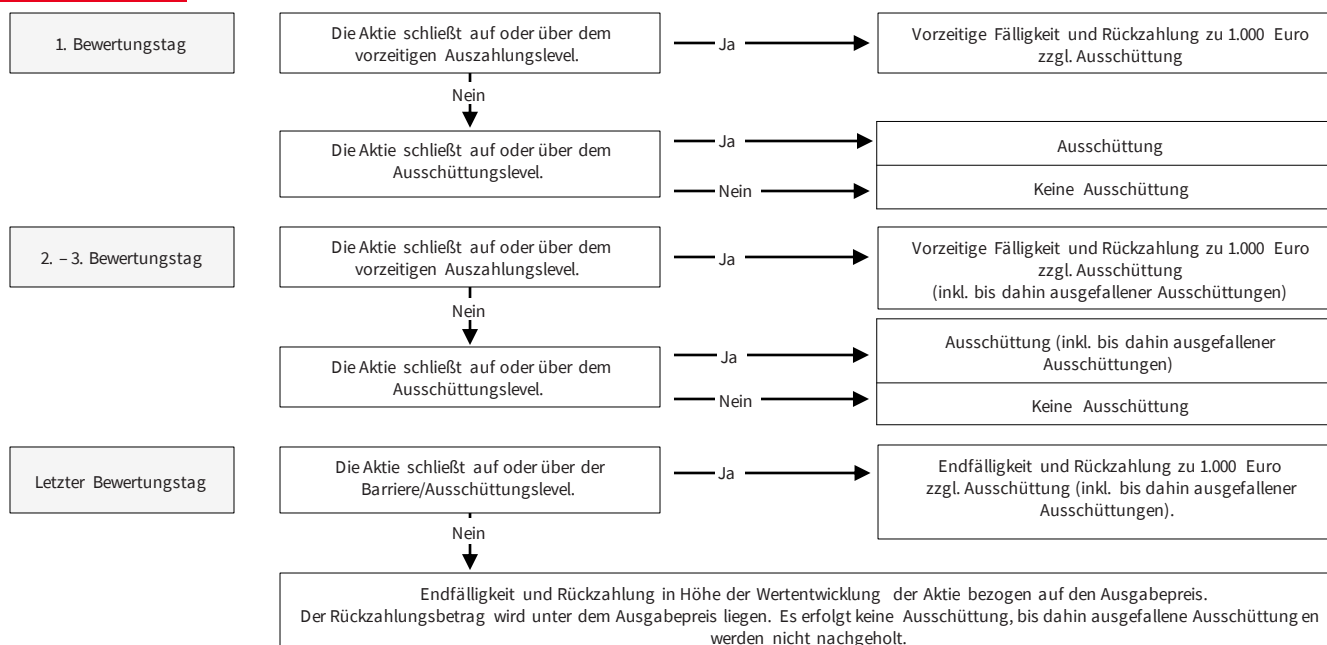 1. Bewertungstag
Die Aktie schließt auf oder über dem
vorzeitigen Auszahlungslevel.
Ja
Vorzeitige Fälligkeit und Rückzahlung zu 1.000 Euro
zzgl. Ausschüttung
Nein
Die Aktie schließt auf oder über dem
Ausschüttungslevel.
Ja
Ausschüttung
Nein
Keine Ausschüttung
2. – 3. Bewertungstag
Die Aktie schließt auf oder über dem
vorzeitigen Auszahlungslevel.
Ja
Vorzeitige Fälligkeit und Rückzahlung zu 1.000 Euro
zzgl. Ausschüttung
(inkl. bis dahin ausgefallener Ausschüttungen)
Nein
Die Aktie schließt auf oder über dem
Ausschüttungslevel.
Ja
Ausschüttung (inkl. bis dahin ausgefallener
Ausschüttungen)
Nein
Keine Ausschüttung
Letzter Bewertungstag
Die Aktie schließt auf oder über der
Barriere/Ausschüttungslevel.
Ja
Endfälligkeit und Rückzahlung zu 1.000 Euro
zzgl. Ausschüttung (inkl. bis dahin ausgefallener
Ausschüttungen).
Nein
Endfälligkeit und Rückzahlung in Höhe der Wertentwicklung der Aktie bezogen auf den Ausgabepreis.
Der Rückzahlungsbetrag wird unter dem Ausgabepreis liegen. Es erfolgt keine Ausschüttung, bis dahin ausgefallene Ausschüttung en
werden nicht nachgeholt.